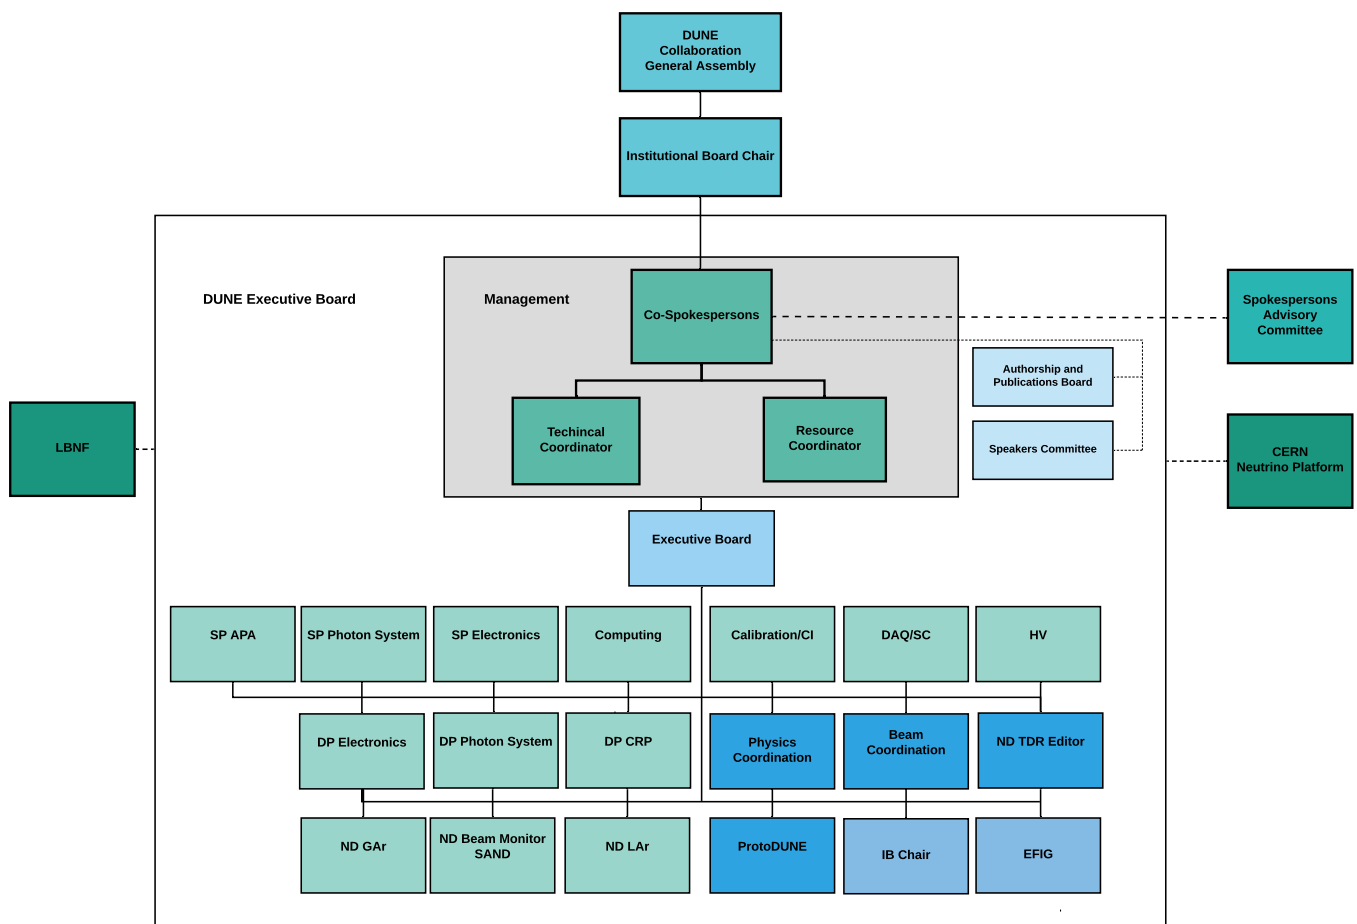 DUNE
Collaboration
General Assembly
Institutional Board Chair
DUNE Executive Board
Management
Co-Spokespersons
Spokespersons
Advisory
Committee
Authorship and
Publications Board
Techincal
Coordinator
Resource
Coordinator
Speakers Committee
LBNF
CERN
Neutrino Platform
Executive Board
SP APA
SP Photon System
SP Electronics
Computing
Calibration/CI
DAQ/SC
HV
DP Electronics
DP Photon System
DP CRP
Physics
Coordination
Beam
Coordination
ND TDR Editor
ND GAr
ND Beam Monitor
SAND
ND LAr
ProtoDUNE
IB Chair
EFIG